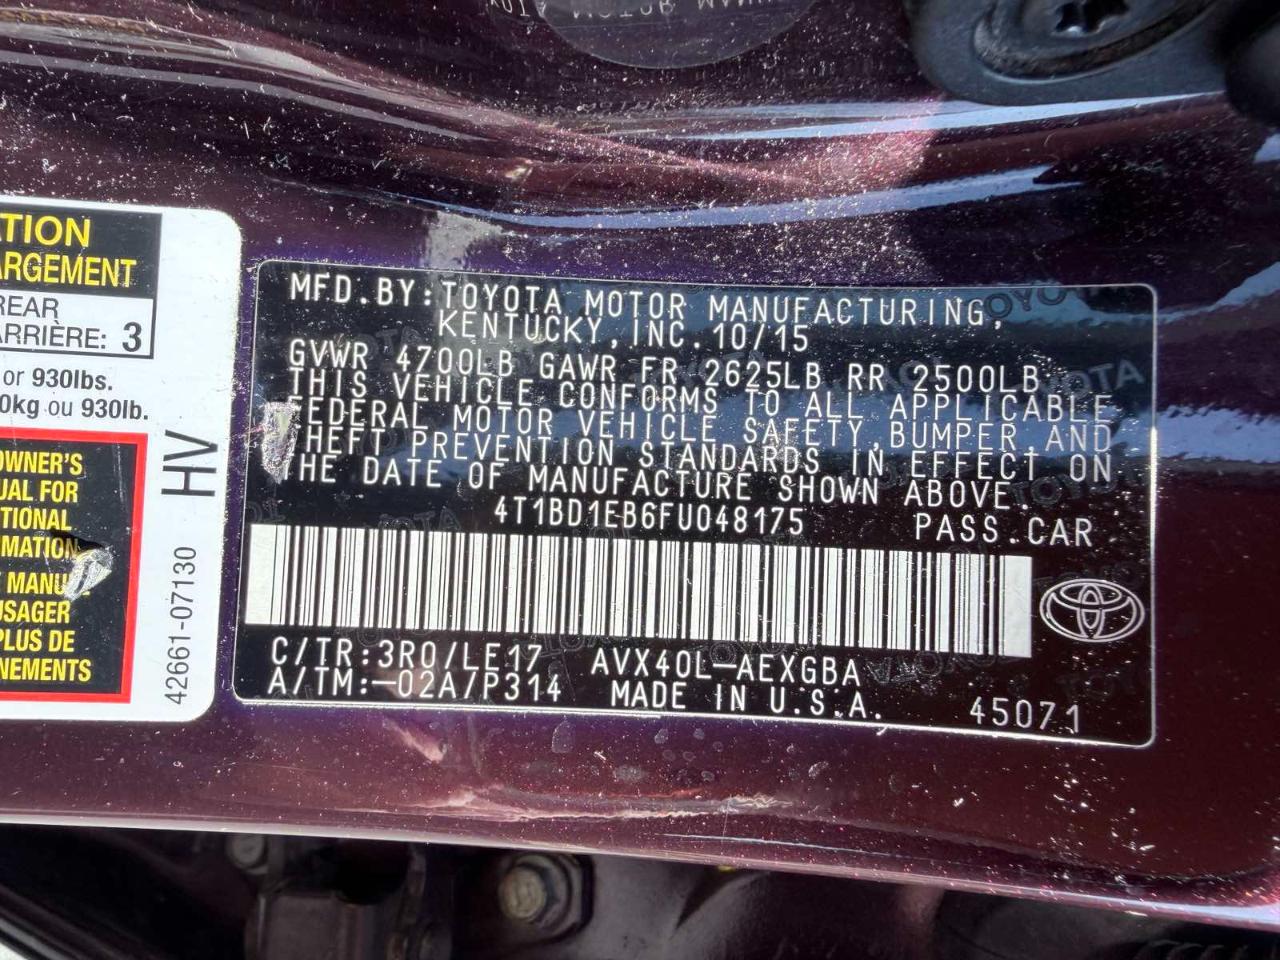 TION
ARGEMENT
REAR
ARRIÈRE: 3
or 930lbs.
0kg ou 930lb.
OWNER'S
UAL FOR
TIONAL
MATION
MANU
USAGER
PLUS DE
NEMENTS
HV
42661-07130
MFD.BY:TOYOTA MOTOR MANUFACTURING,
KENTUCKY,INC.10/15
GVWR 4700LB GAWR FR 2625LB RR 2500LB
THIS VEHICLE CONFORMS TO ALL APPLICABLE
FEDERAL MOTOR VEHICLE SAFETY,BUMPER,AND
THEFT PREVENTION STANDARDS IN EFFECT ON
THE DATE OF MANUFACTURE SHOWN ABOVE.
4T1BD1EB6FU048175 PASS.CAR
C/TR:3R0/LE17 AVX40L-AEXGBA
A/TM:-02A/P314 MADE IN U.S.A. 45071